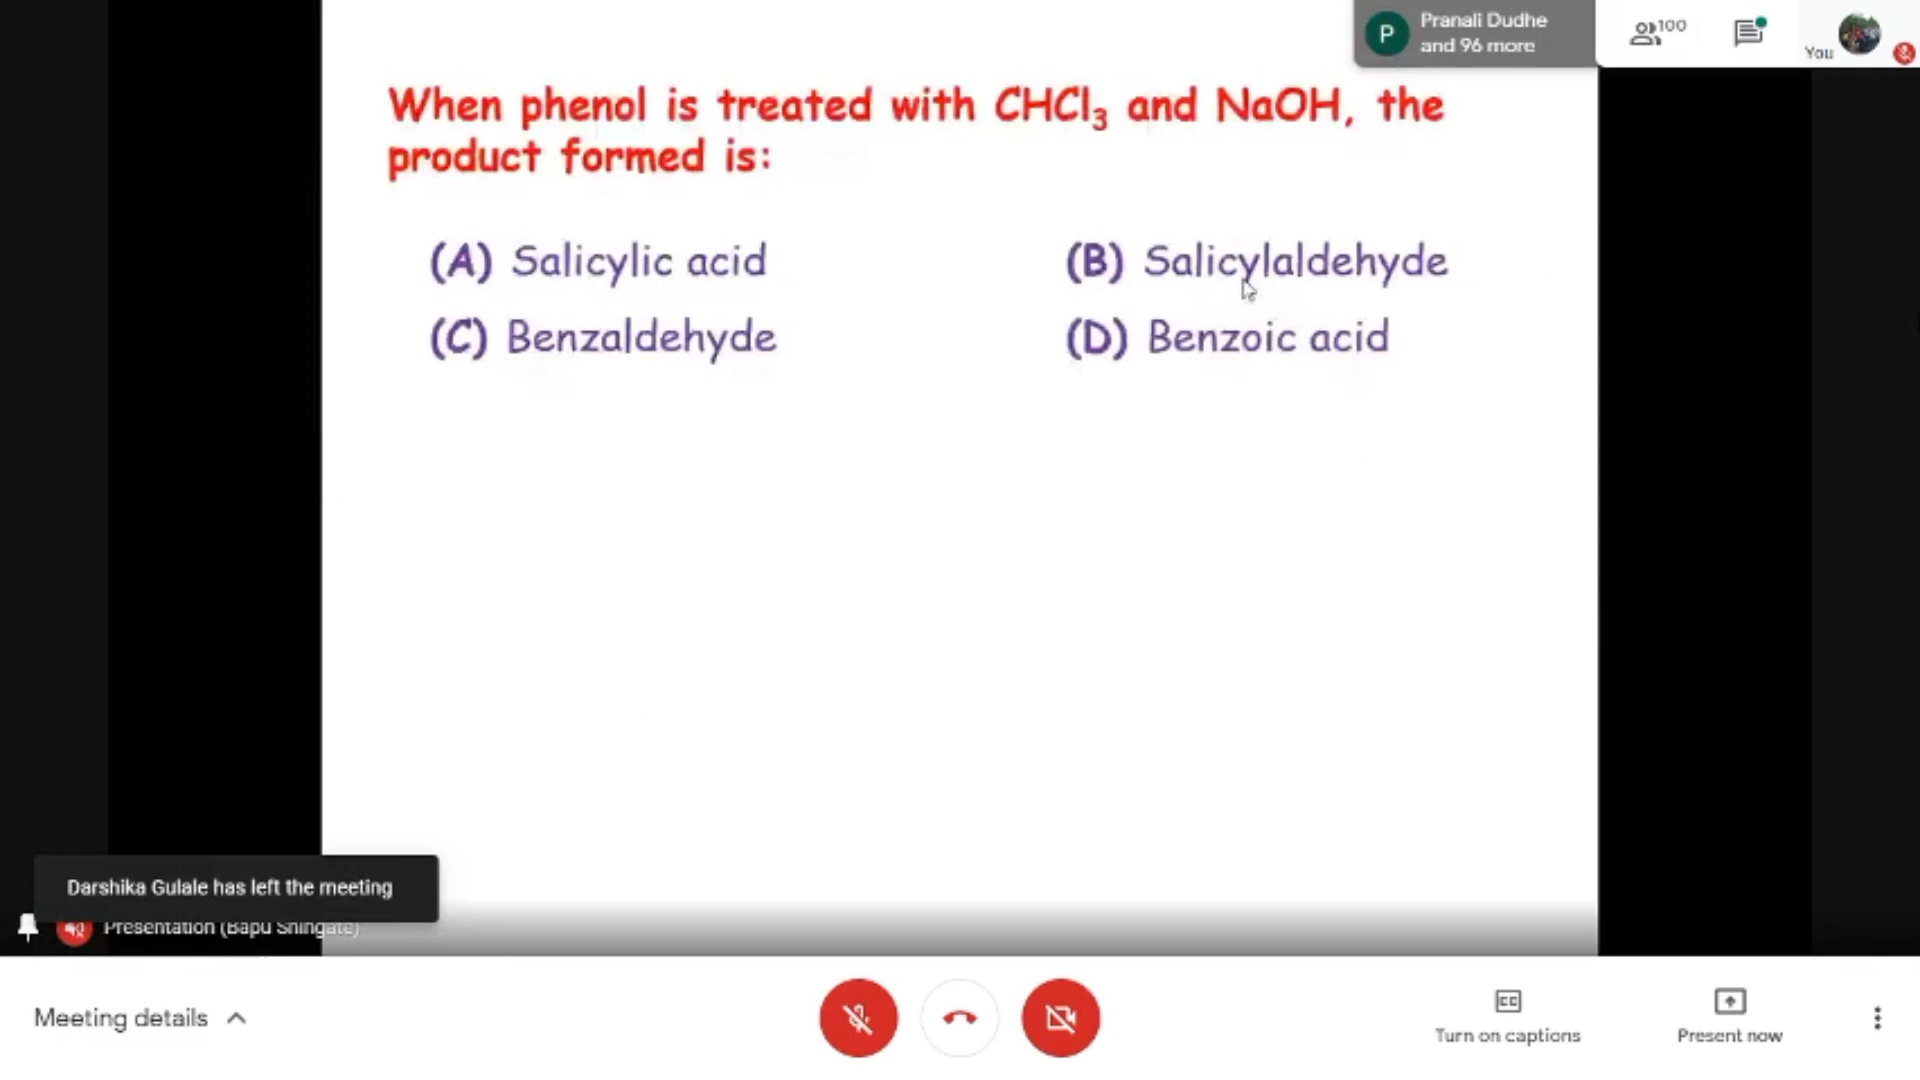 Pranali Dudhe
and 96 more
P
100
You
When phenol is treated with CHCl₃ and NaOH, the
product formed is:
(A) Salicylic acid
(B) Salicylaldehyde
(C) Benzaldehyde
(D) Benzoic acid
Darshika Gulale has left the meeting
Presentation (Bapu Shingate)
Meeting details
CC
Turn on captions
Present now